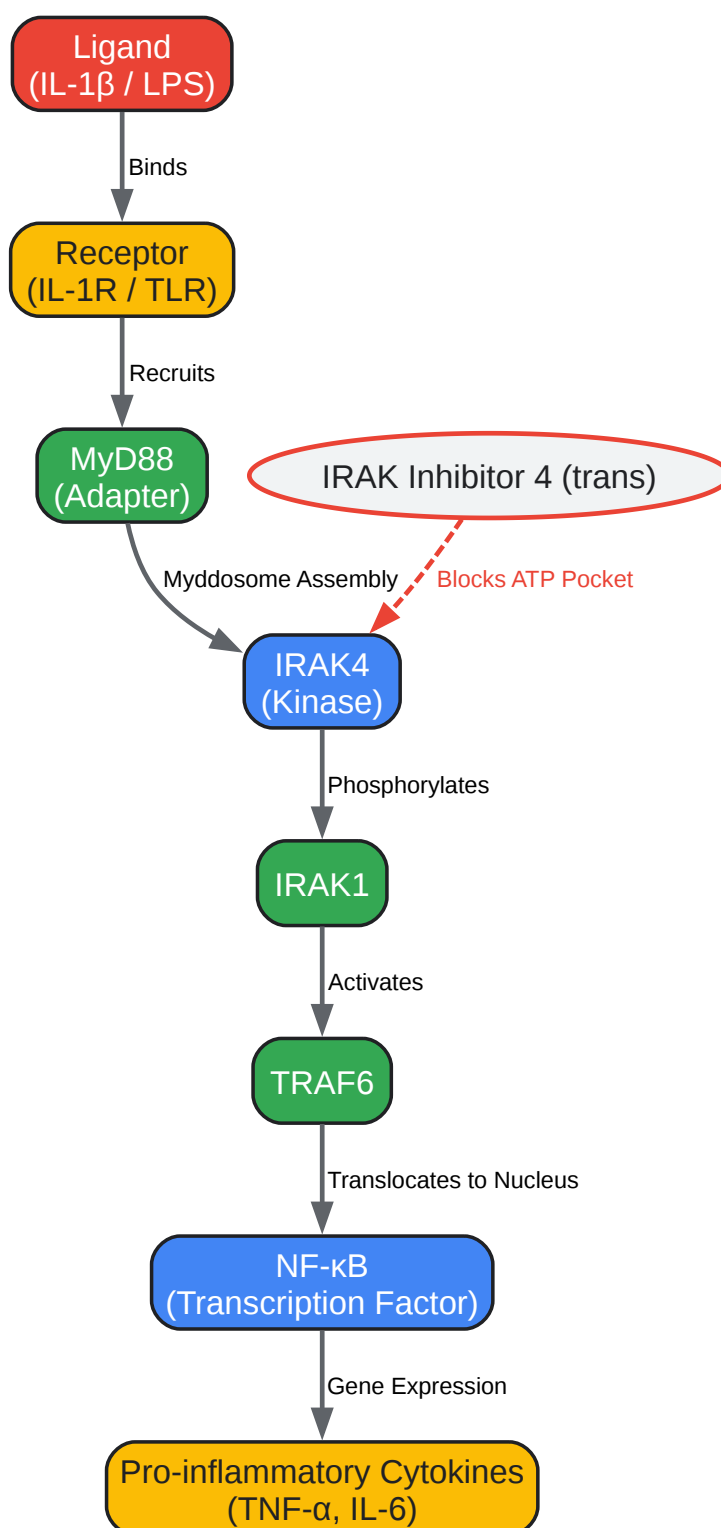 Ligand
(IL-1β / LPS)
Binds
Receptor
(IL-1R / TLR)
Recruits
MyD88
(Adapter)
IRAK Inhibitor 4 (trans)
Myddosome Assembly
Blocks ATP Pocket
IRAK4
(Kinase)
Phosphorylates
IRAK1
Activates
TRAF6
Translocates to Nucleus
NF-κB
(Transcription Factor)
Gene Expression
Pro-inflammatory Cytokines
(TNF-α, IL-6)